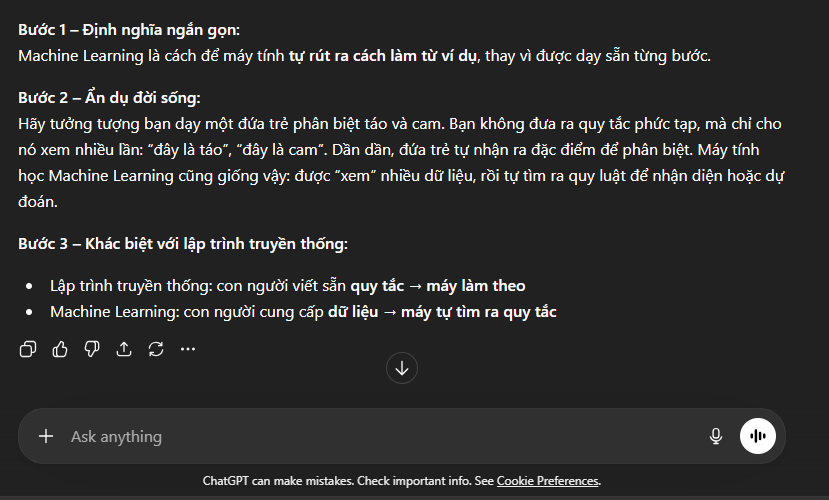 Bước 1 – Định nghĩa ngắn gọn:
Machine Learning là cách để máy tính tự rút ra cách làm từ ví dụ, thay vì được dạy sẵn từng bước.
Bước 2 – Ẩn dụ đời sống:
Hãy tưởng tượng bạn dạy một đứa trẻ phân biệt táo và cam. Bạn không đưa ra quy tắc phức tạp, mà chỉ cho
nó xem nhiều lần: “đây là táo”, “đây là cam”. Dần dần, đứa trẻ tự nhận ra đặc điểm để phân biệt. Máy tính
học Machine Learning cũng giống vậy: được “xem” nhiều dữ liệu, rồi tự tìm ra quy luật để nhận diện hoặc dự
đoán.
Bước 3 – Khác biệt với lập trình truyền thống:
• Lập trình truyền thống: con người viết sẵn quy tắc → máy làm theo
• Machine Learning: con người cung cấp dữ liệu → máy tự tìm ra quy tắc
Ask anything
ChatGPT can make mistakes. Check important info. See Cookie Preferences.